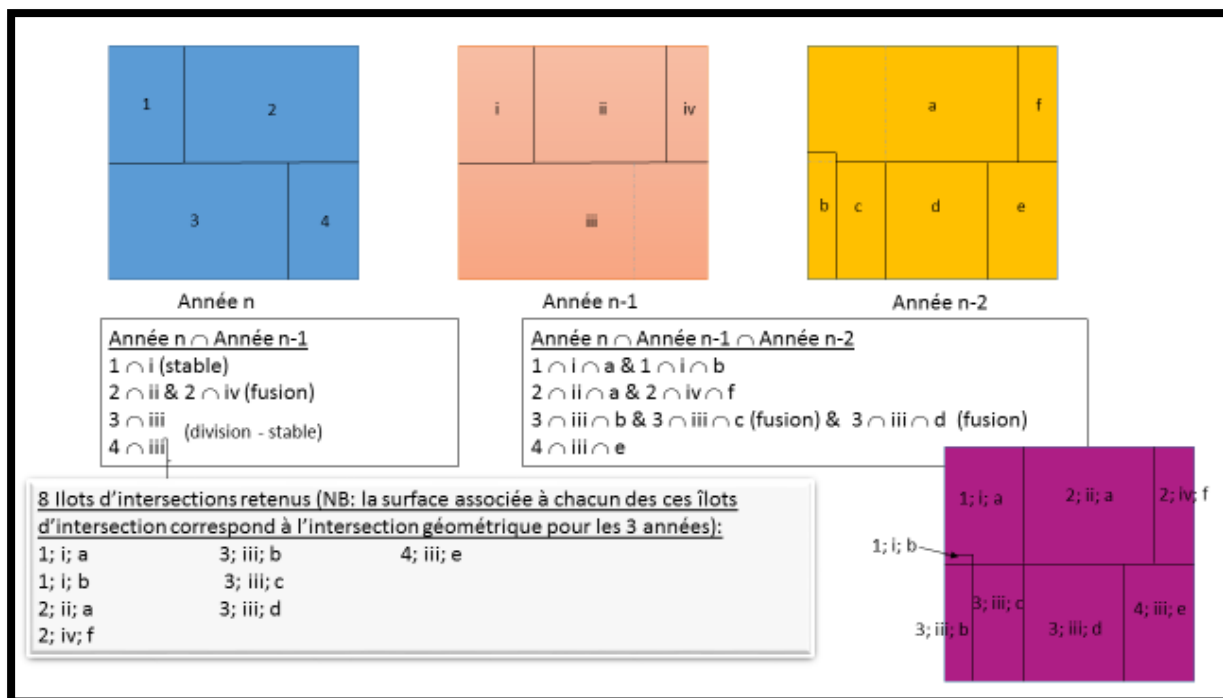 1
2
3
4
i
ii
iv
iii
a
f
b
c
d
e
Année n
Année n-1
Année n-2
Année n ∩ Année n-1
1 ∩ i (stable)
2 ∩ ii & 2 ∩ iv (fusion)
3 ∩ iii
(division - stable)
4 ∩ iii
Année n ∩ Année n-1 ∩ Année n-2
1 ∩ i ∩ a & 1 ∩ i ∩ b
2 ∩ ii ∩ a & 2 ∩ iv ∩ f
3 ∩ iii ∩ b & 3 ∩ iii ∩ c (fusion) & 3 ∩ iii ∩ d (fusion)
4 ∩ iii ∩ e
8 Ilots d'intersections retenus (NB: la surface associée à chacun des ces îlots
d'intersection correspond à l'intersection géométrique pour les 3 années):
1; i; a 3; iii; b 4; iii; e
1; i; b 3; iii; c
2; ii; a 3; iii; d
2; iv; f
1; i; a
2; ii; a
2; iv; f
1; i; b
3; iii; c
4; iii; e
3; iii; b
3; iii; d